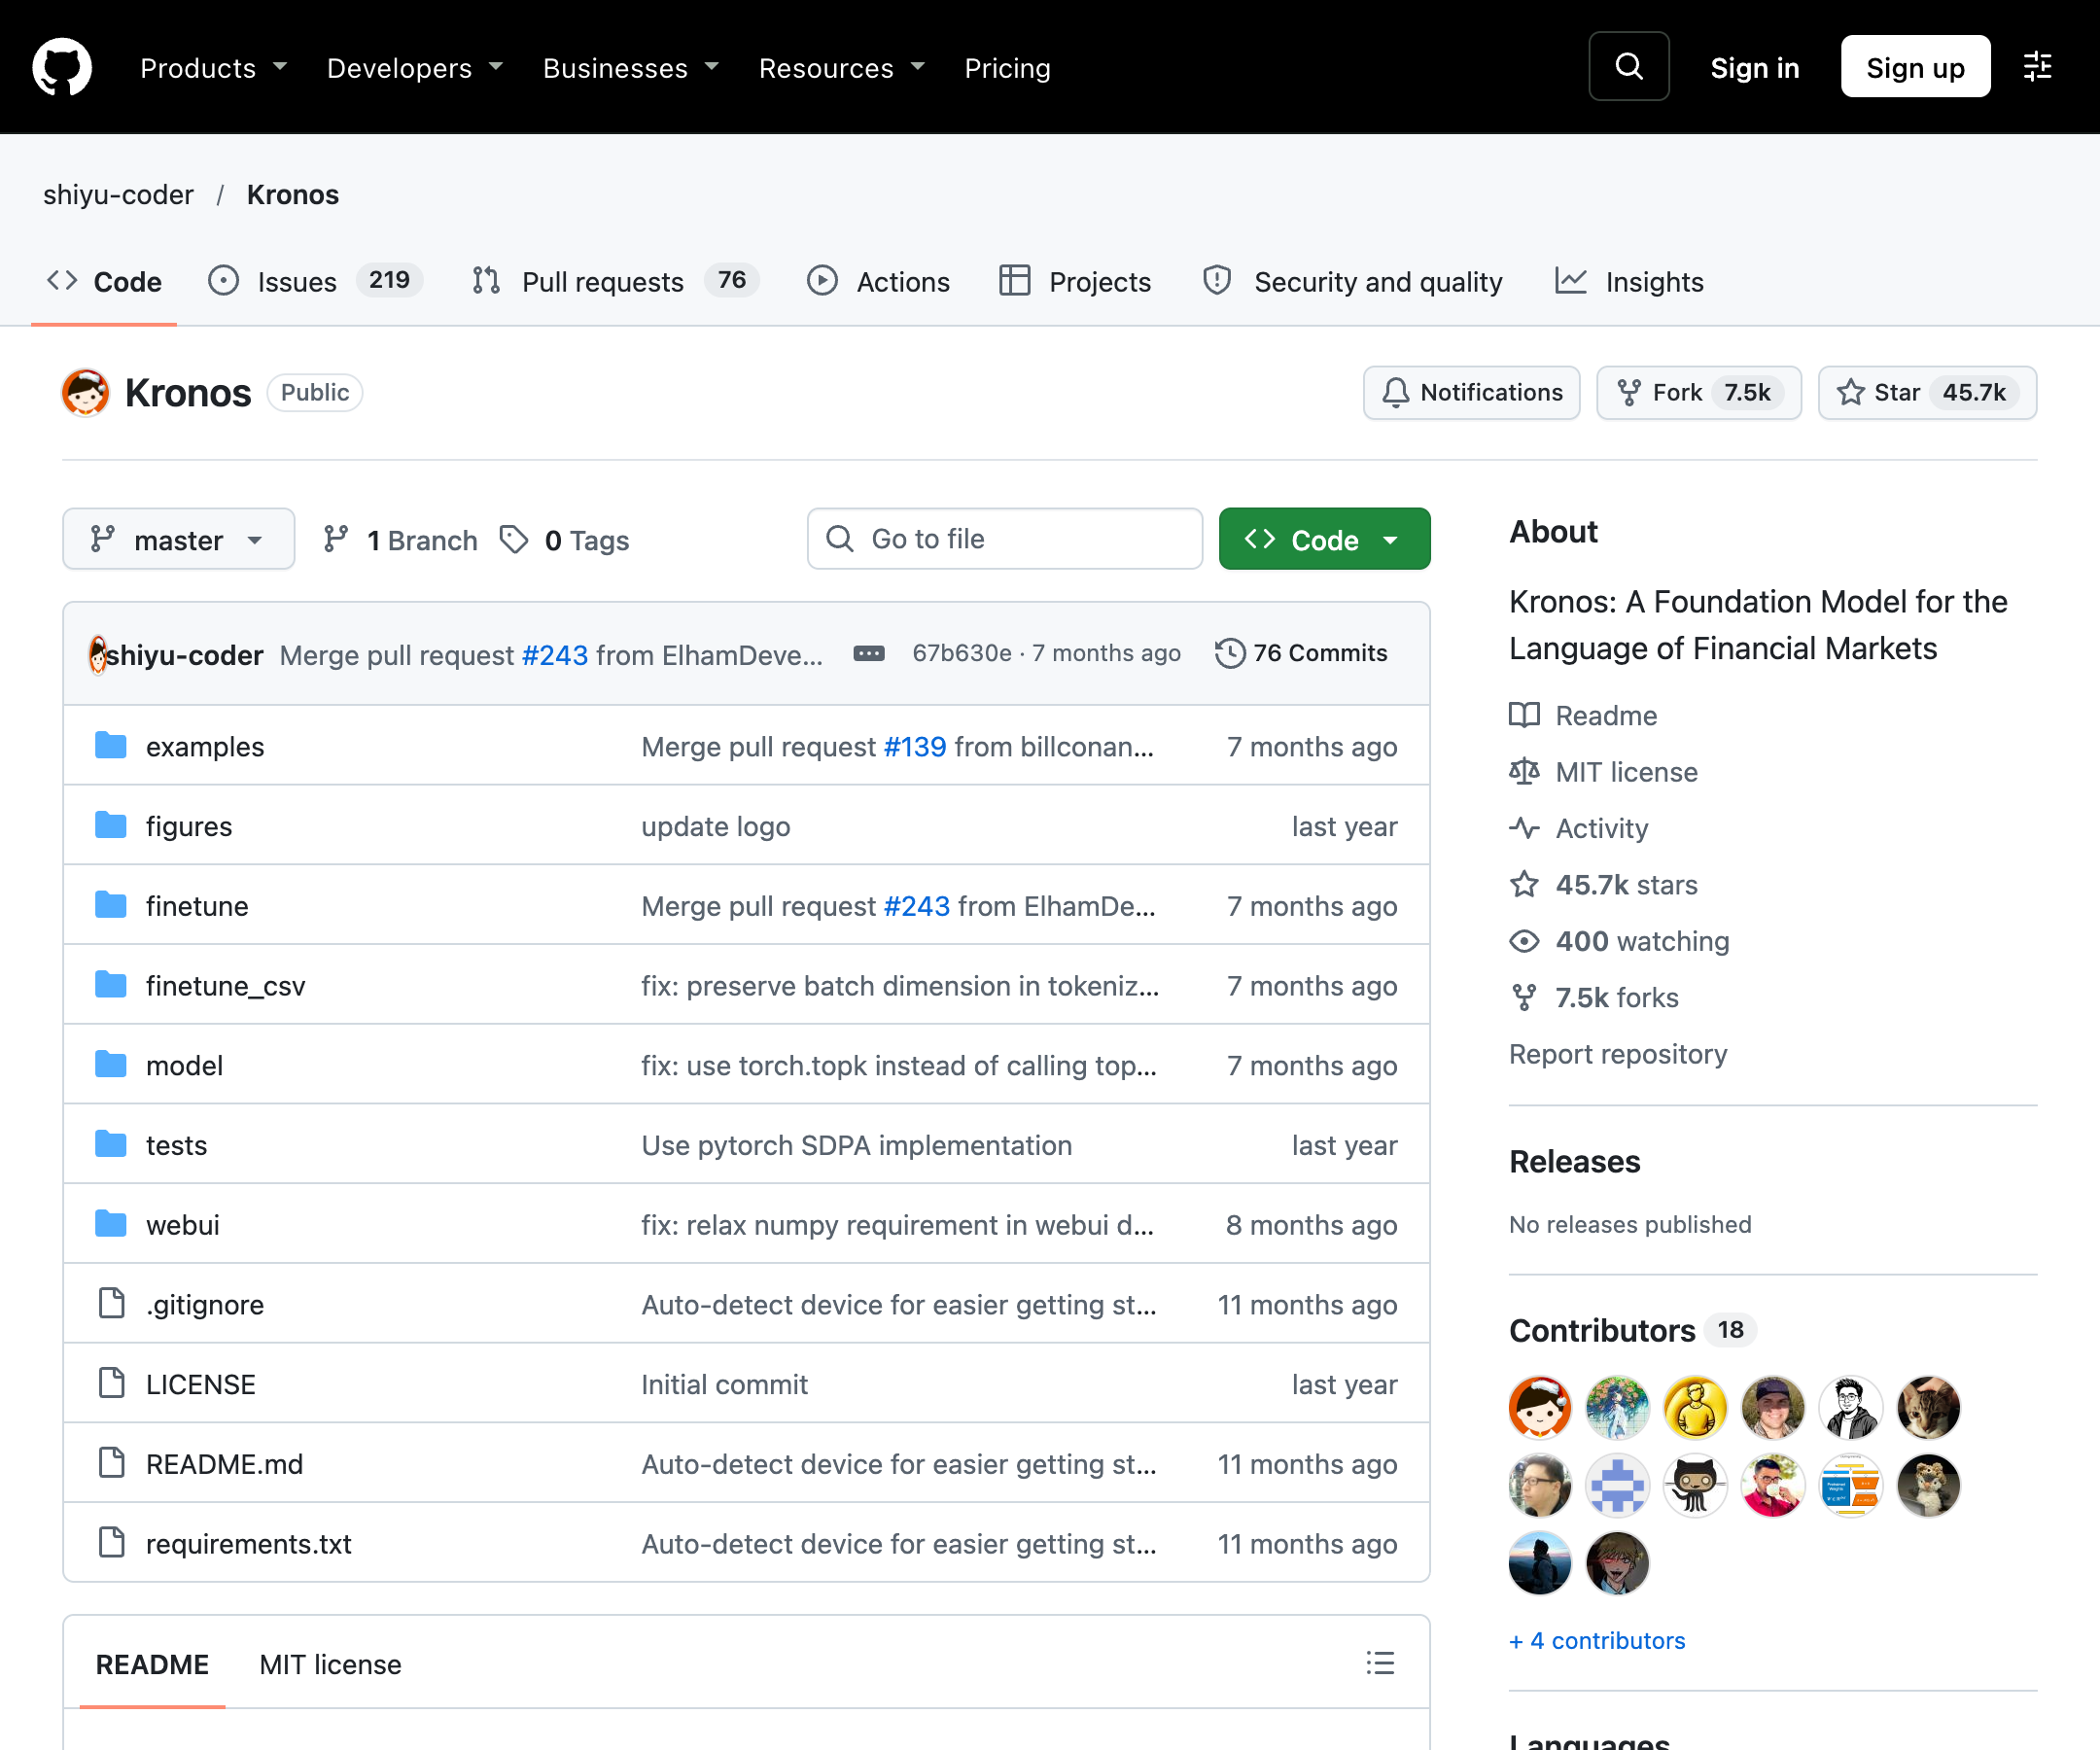 Products Developers Businesses Resources Pricing Sign in Sign up
shiyu-coder / Kronos
Code Issues 219 Pull requests 76 Actions Projects Security and quality Insights
Kronos Public Notifications Fork 7.5k Star 45.7k
master 1 Branch 0 Tags Go to file Code
shiyu-coder Merge pull request #243 from ElhamDeve... 67b630e · 7 months ago 76 Commits
examples Merge pull request #139 from billconan... 7 months ago
figures update logo last year
finetune Merge pull request #243 from ElhamDe... 7 months ago
finetune_csv fix: preserve batch dimension in tokeniz... 7 months ago
model fix: use torch.topk instead of calling top... 7 months ago
tests Use pytorch SDPA implementation last year
webui fix: relax numpy requirement in webui d... 8 months ago
.gitignore Auto-detect device for easier getting st... 11 months ago
LICENSE Initial commit last year
README.md Auto-detect device for easier getting st... 11 months ago
requirements.txt Auto-detect device for easier getting st... 11 months ago
README MIT license
About
Kronos: A Foundation Model for the
Language of Financial Markets
Readme
MIT license
Activity
45.7k stars
400 watching
7.5k forks
Report repository
Releases
No releases published
Contributors 18
+ 4 contributors
Languages